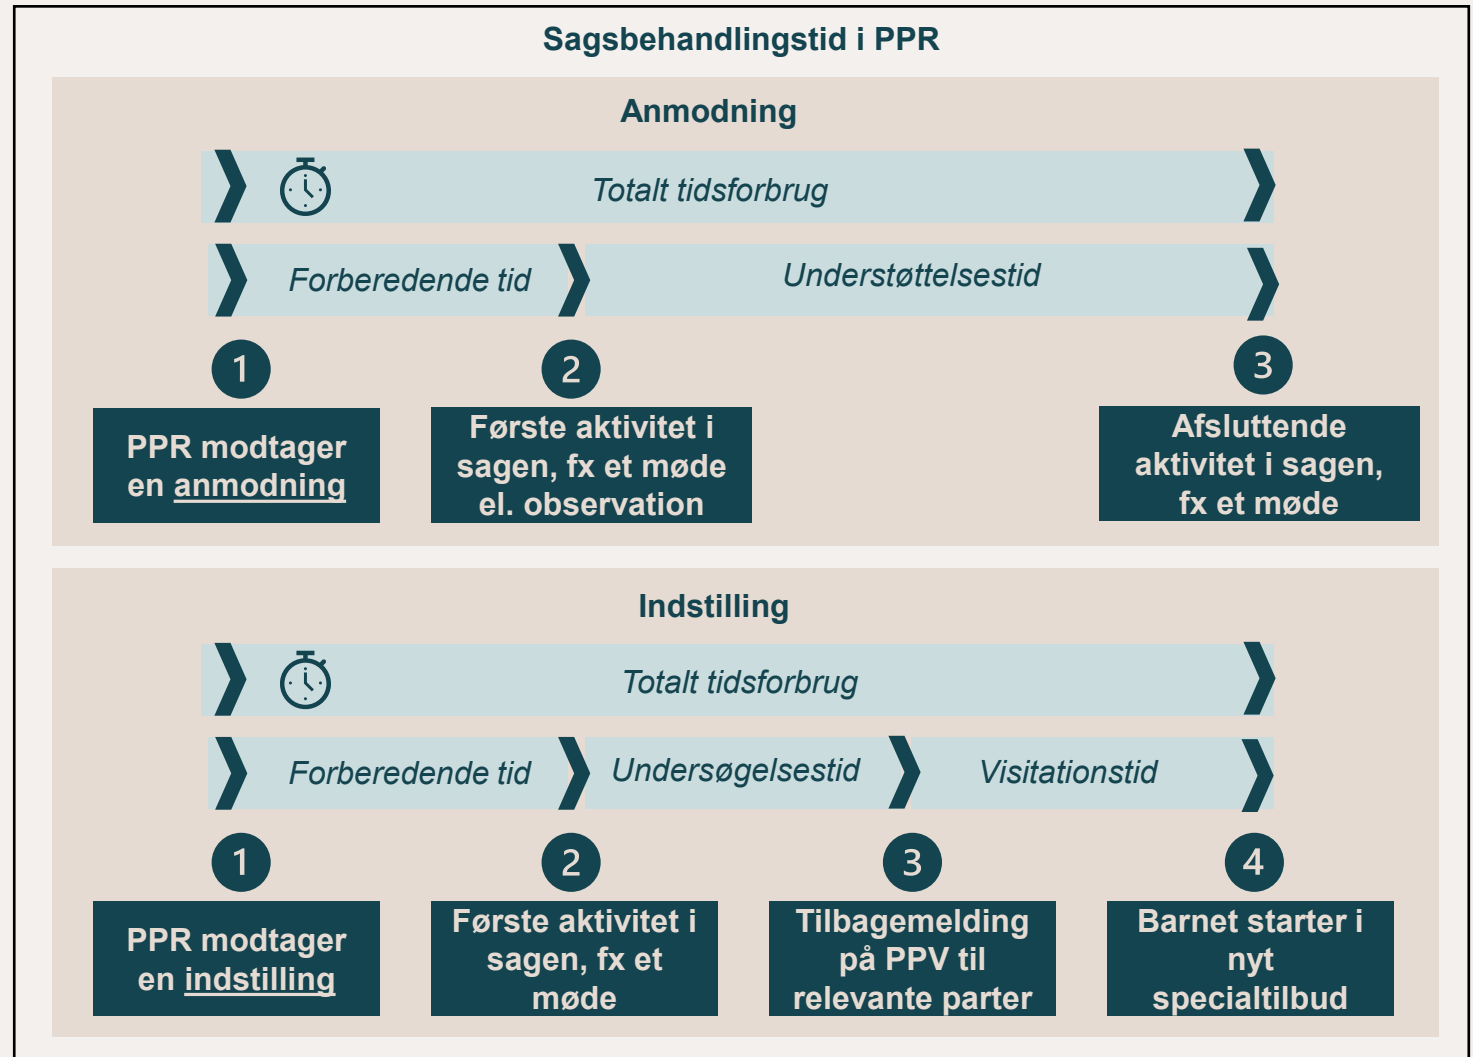 Sagsbehandlingstid i PPR
Anmodning
Totalt tidsforbrug
Forberedende tid
Understøttelsestid
1
2
3
PPR modtager
en anmodning
Første aktivitet i
sagen, fx et møde
el. observation
Afsluttende
aktivitet i sagen,
fx et møde
Indstilling
Totalt tidsforbrug
Forberedende tid
Undersøgelsestid
Visitationstid
1
2
3
4
PPR modtager
en indstilling
Første aktivitet i
sagen, fx et
møde
Tilbagemelding
på PPV til
relevante parter
Barnet starter i
nyt
specialtilbud